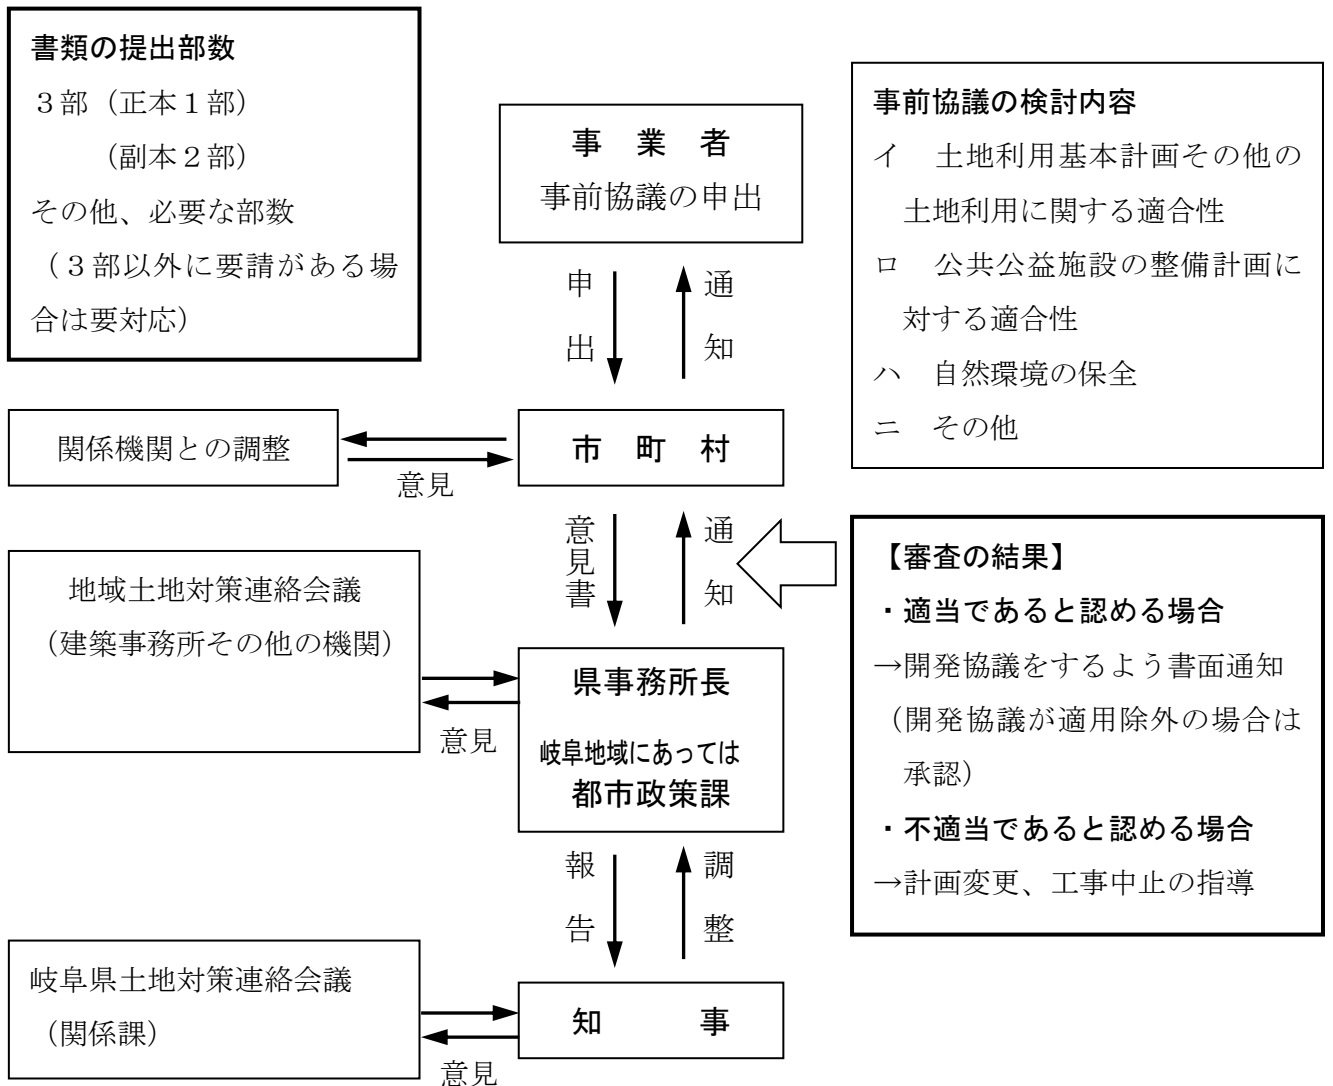 書類の提出部数
３部（正本１部）
（副本２部）
その他、必要な部数
（３部以外に要請がある場
合は要対応）
事　業　者
事前協議の申出
事前協議の検討内容
イ　土地利用基本計画その他の
土地利用に関する適合性
ロ　公共公益施設の整備計画に
対する適合性
ハ　自然環境の保全
ニ　その他
申出
通知
関係機関との調整
意見
市　町　村
意見書
通知
【審査の結果】
・適当であると認める場合
→開発協議をするよう書面通知
（開発協議が適用除外の場合は
承認）
・不適当であると認める場合
→計画変更、工事中止の指導
地域土地対策連絡会議
（建築事務所その他の機関）
意見
県事務所長
岐阜地域にあっては
都市政策課
報告
調整
岐阜県土地対策連絡会議
（関係課）
意見
知　　事